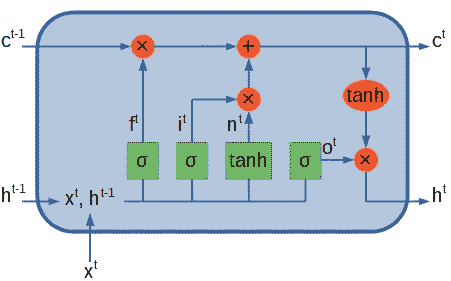 c^t-1
×
+
c^t
tanh
×
f^t
i^t
n^t
o^t
σ
σ
tanh
σ
×
h^t-1
x^t, h^t-1
h^t
x^t